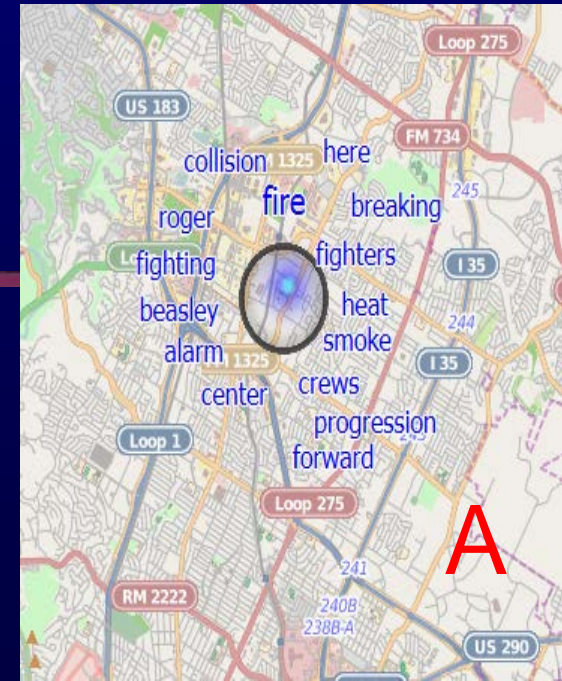 Loop 275
US 183
FM 734
collision
1325
here
fire
245
roger
breaking
fighting
fighters
I 35
beasley
heat
244
alarm
1325
smoke
I 35
center
crews
progression
forward
Loop 1
Loop 275
A
241
RM 2222
240B
238B-A
US 290